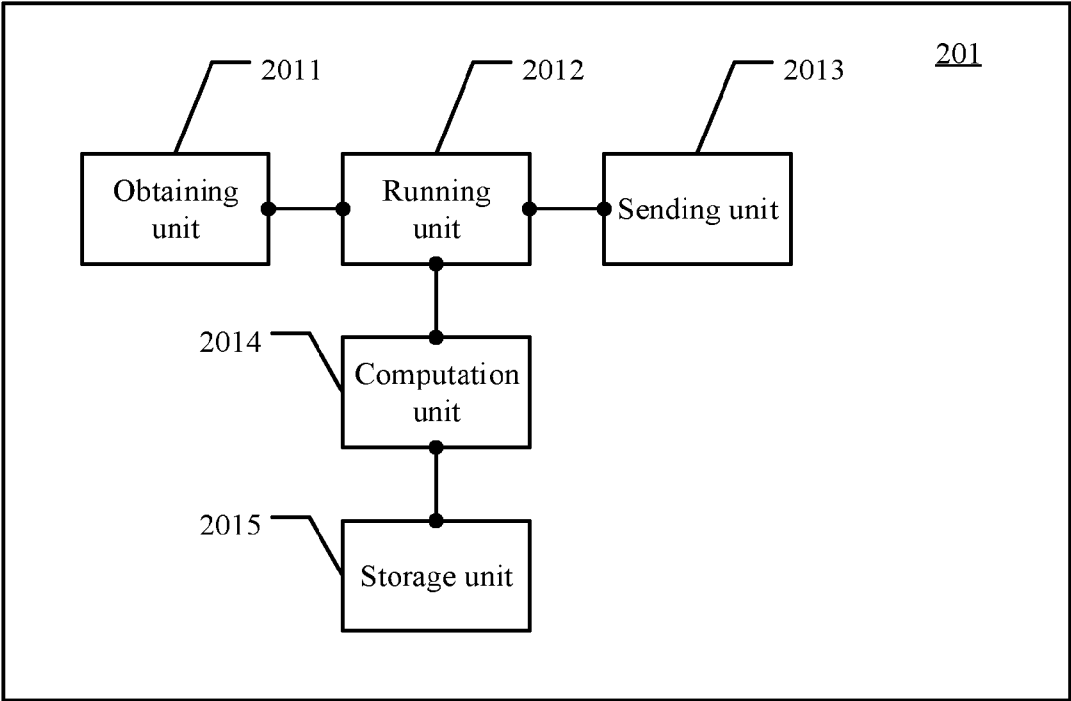 201
2011
2012
2013
Obtaining
unit
Running
unit
Sending unit
2014
Computation
unit
2015
Storage unit